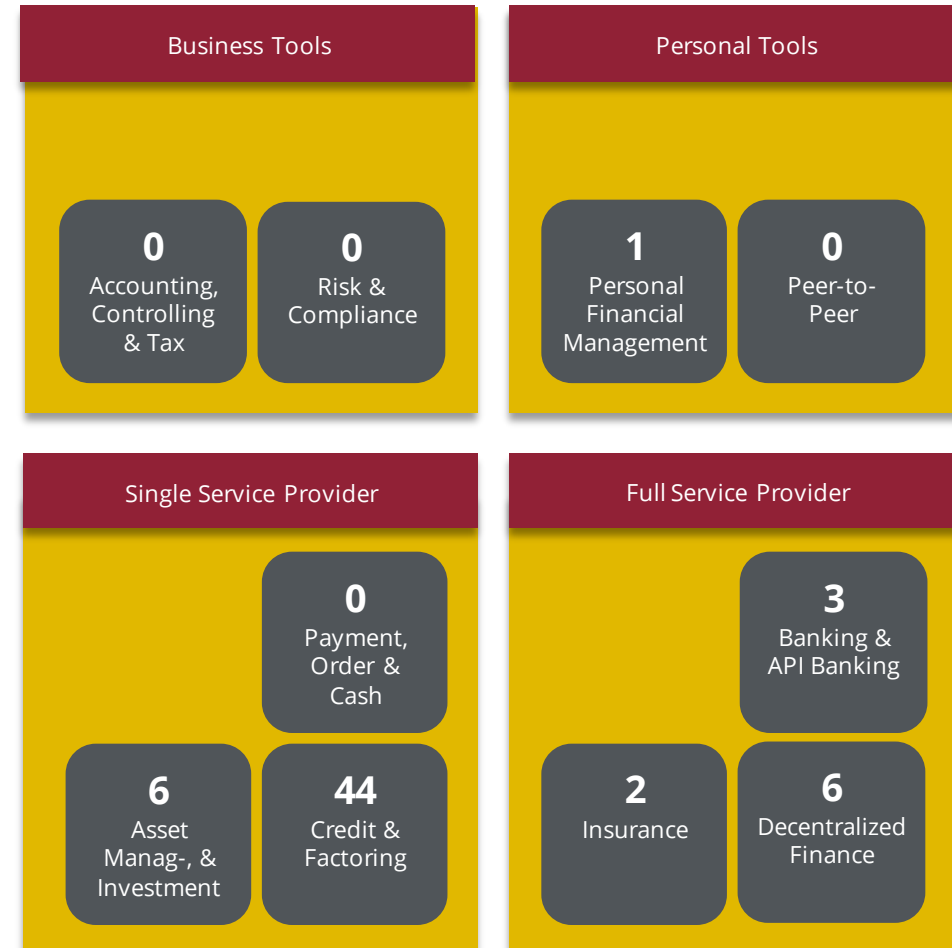 Business Tools
0
Accounting,
Controlling
& Tax
0
Risk &
Compliance
Personal Tools
1
Personal
Financial
Management
0
Peer-to-
Peer
Single Service Provider
0
Payment,
Order &
Cash
6
Asset
Manag-, &
Investment
44
Credit &
Factoring
Full Service Provider
3
Banking &
API Banking
2
Insurance
6
Decentralized
Finance